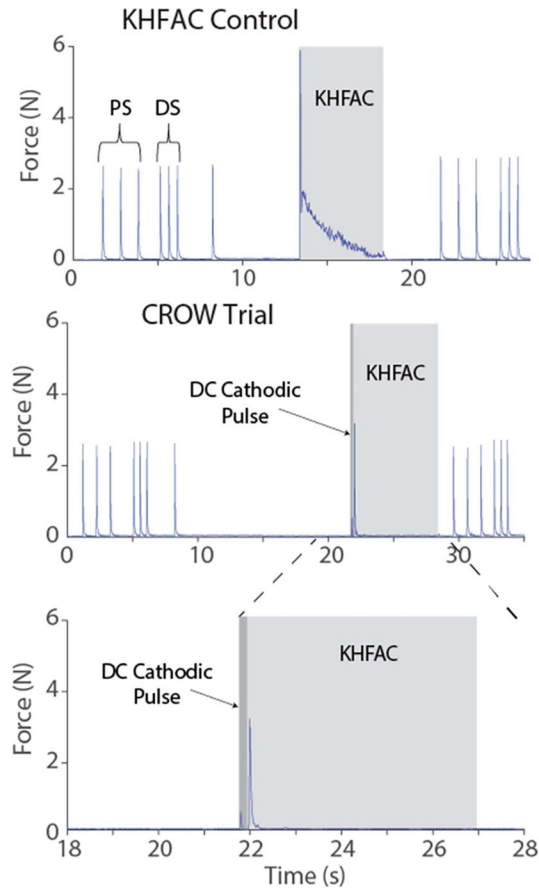 KHFAC Control
6
4
2
0
Force (N)
PS DS
KHFAC
0 10 20
CROW Trial
6
4
2
0
Force (N)
DC Cathodic
Pulse
KHFAC
0 10 20 30
6
4
2
0
Force (N)
DC Cathodic
Pulse
KHFAC
18 20 22 24 26 28
Time (s)